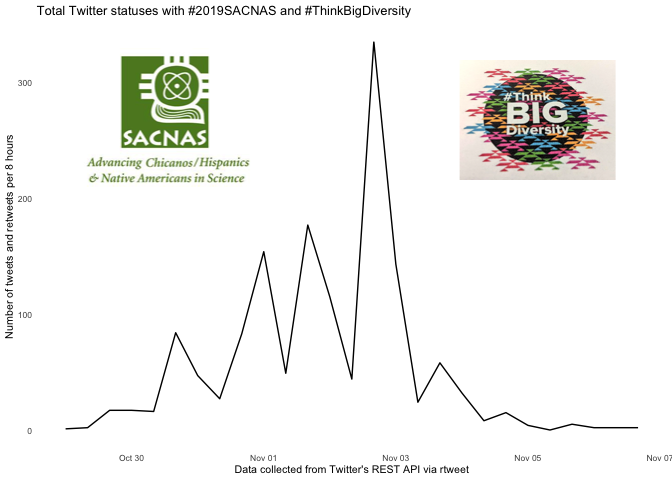 Total Twitter statuses with #2019SACNAS and #ThinkBigDiversity
Number of tweets and retweets per 8 hours
300
200
100
0
SACNAS
Advancing Chicanos/Hispanics
& Native Americans in Science
#Think
BIG
Diversity
Oct 30
Nov 01
Nov 03
Nov 05
Nov 07
Data collected from Twitter's REST API via rtweet